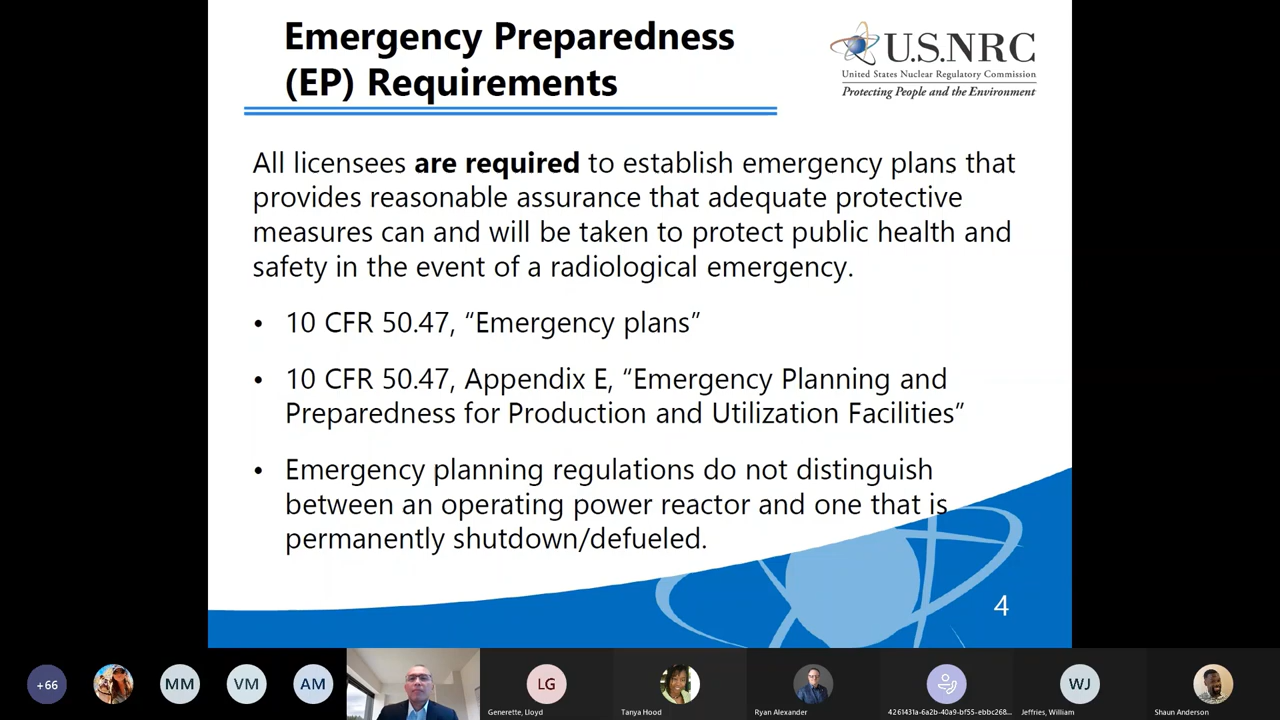 Emergency Preparedness
(EP) Requirements
U.S.NRC
United States Nuclear Regulatory Commission
Protecting People and the Environment
All licensees are required to establish emergency plans that
provides reasonable assurance that adequate protective
measures can and will be taken to protect public health and
safety in the event of a radiological emergency.
• 10 CFR 50.47, “Emergency plans”
• 10 CFR 50.47, Appendix E, “Emergency Planning and
Preparedness for Production and Utilization Facilities”
• Emergency planning regulations do not distinguish
between an operating power reactor and one that is
permanently shutdown/defueled.
4
+66
MM
VM
AM
LG
WJ
Generette, Lloyd
Tanya Hood
Ryan Alexander
4261431a-6a2b-40a9-bf55-ebbc268...
Jeffries, William
Shaun Anderson